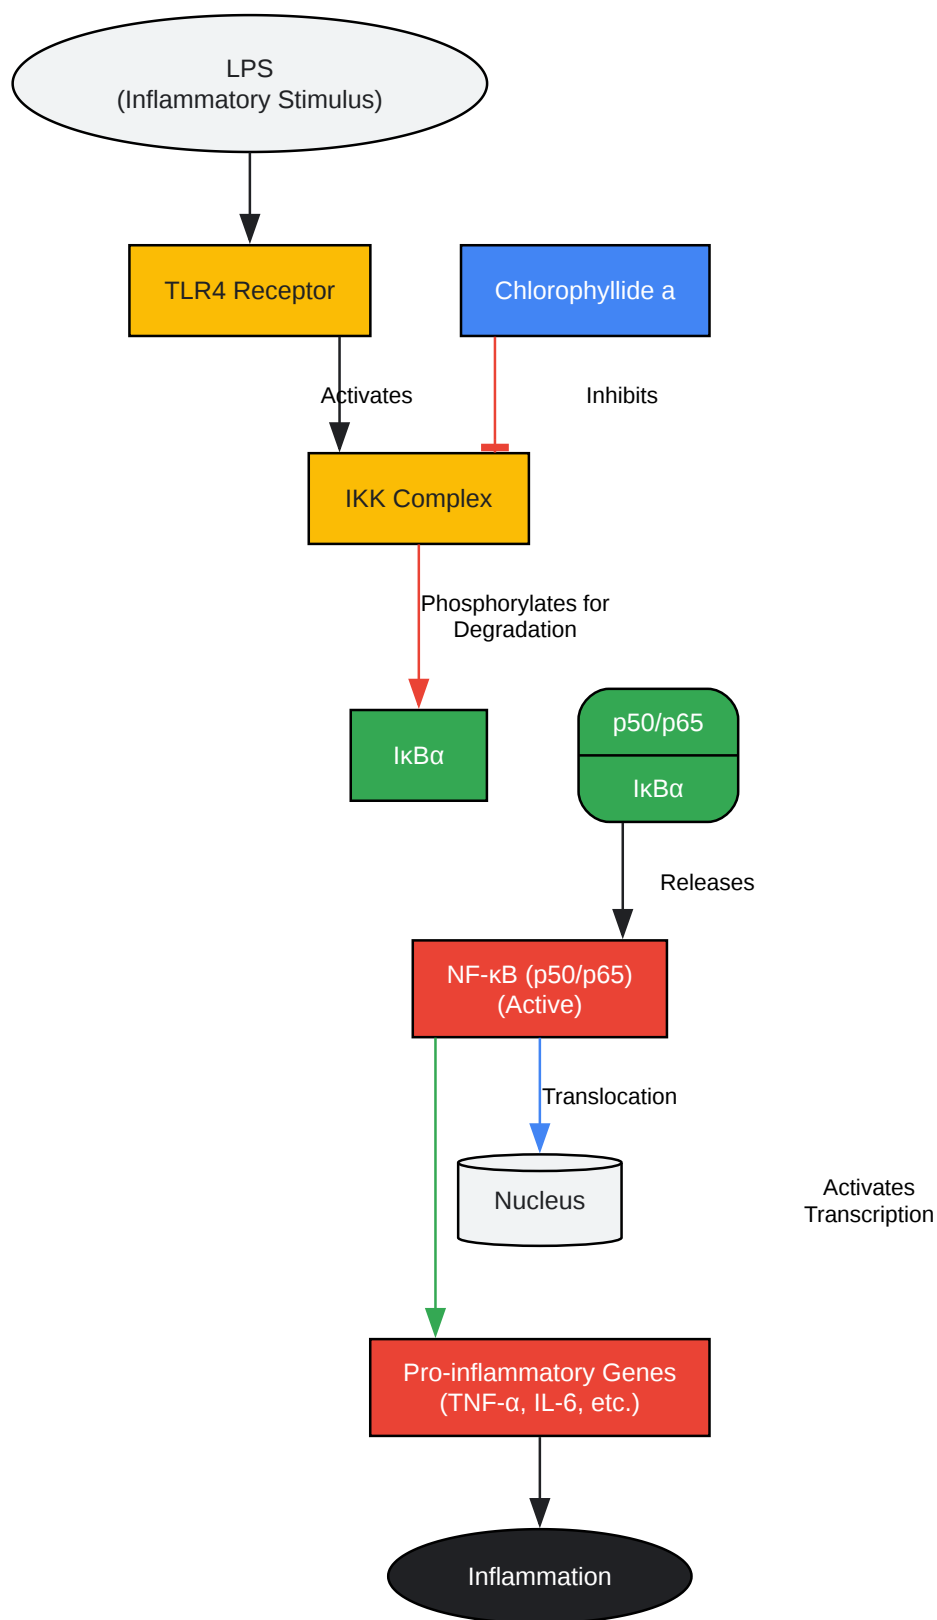 LPS
(Inflammatory Stimulus)
TLR4 Receptor
Chlorophyllide a
Activates
Inhibits
IKK Complex
Phosphorylates for
Degradation
IκBα
p50/p65
IκBα
Releases
NF-κB (p50/p65)
(Active)
Translocation
Nucleus
Activates
Transcription
Pro-inflammatory Genes
(TNF-α, IL-6, etc.)
Inflammation